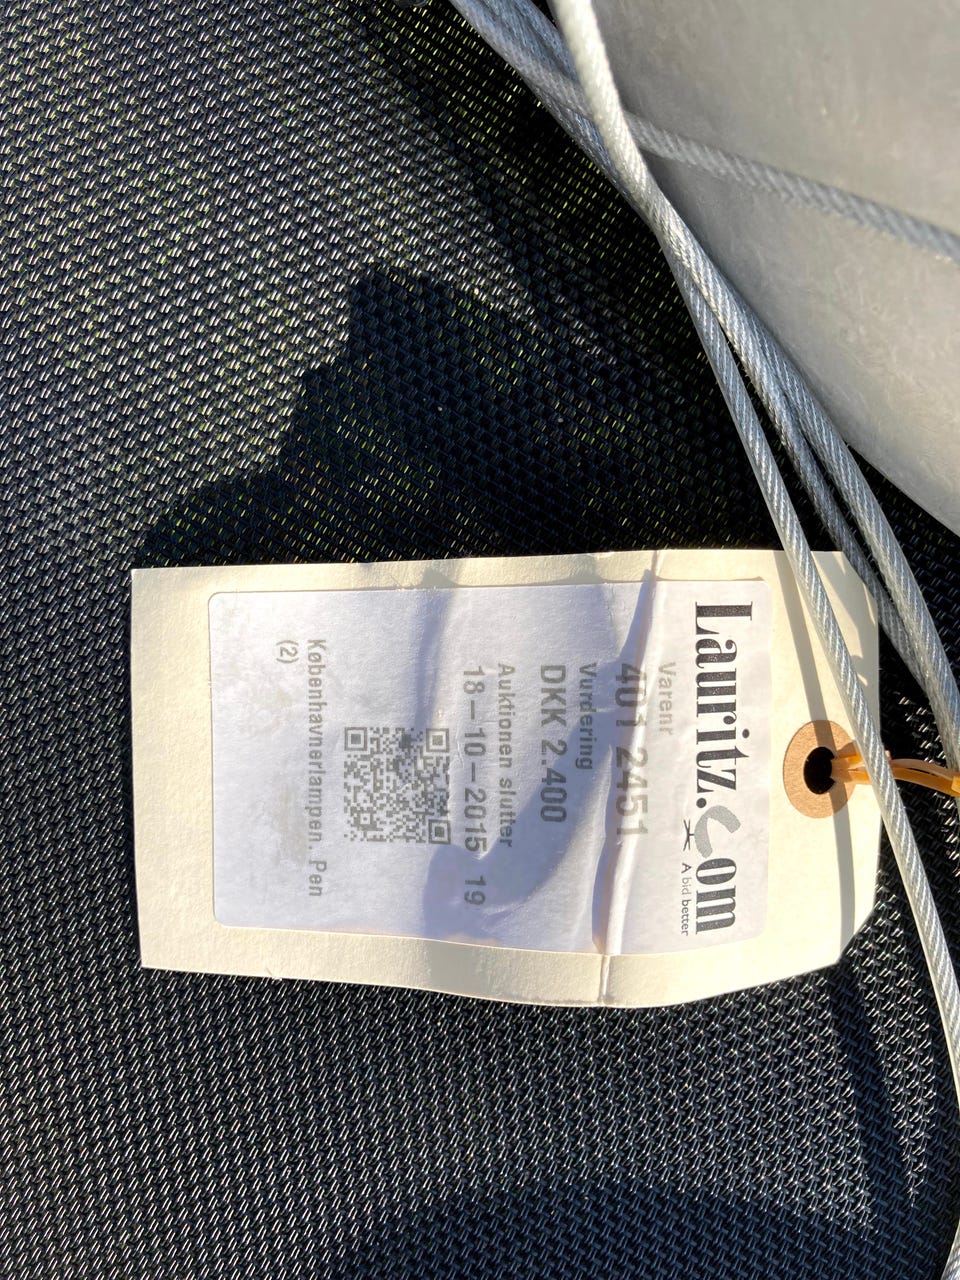 Lauritz.com
A bid better
Varenr
401 2451
Vurdering
DKK 2.400
Auktionen slutter
18-10-2015 19
Københavnerlampen. Pen
(2)